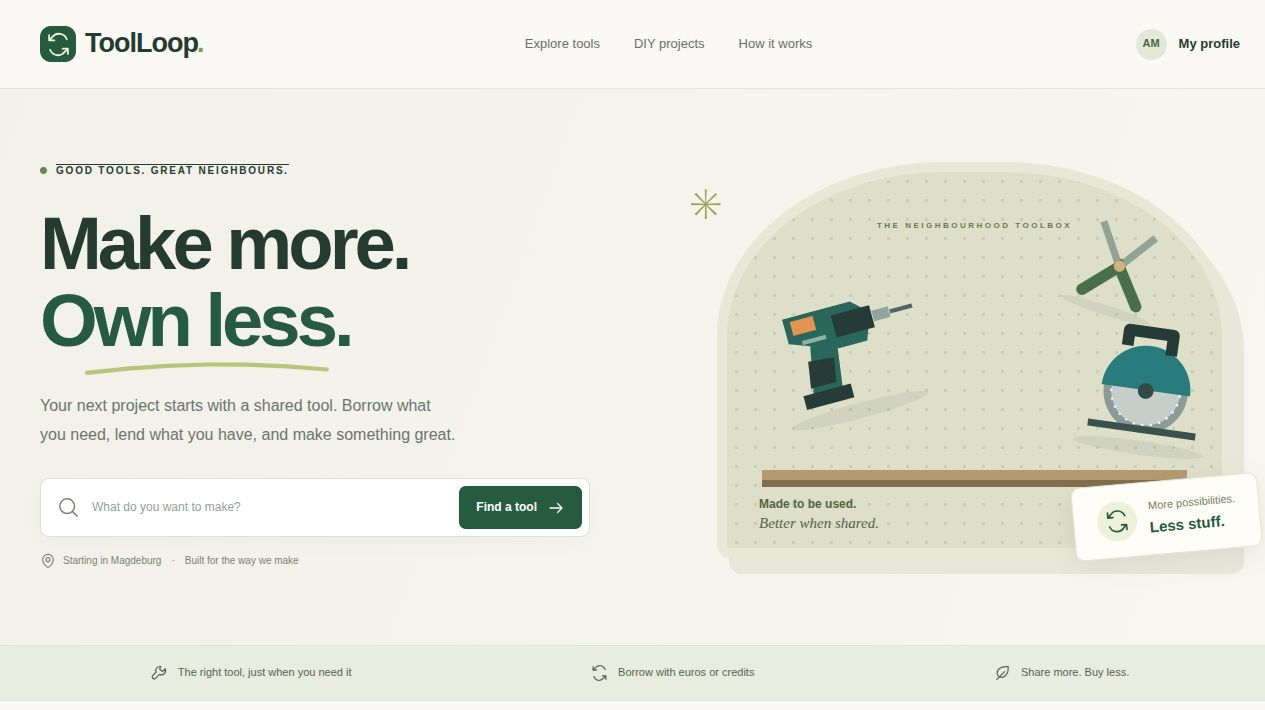 ToolLoop.
Explore tools
DIY projects
How it works
AM
My profile
GOOD TOOLS. GREAT NEIGHBOURS.
Make more.
Own less.
Your next project starts with a shared tool. Borrow what
you need, lend what you have, and make something great.
What do you want to make?
Find a tool
Starting in Magdeburg · Built for the way we make
THE NEIGHBOURHOOD TOOLBOX
Made to be used.
Better when shared.
More possibilities.
Less stuff.
The right tool, just when you need it
Borrow with euros or credits
Share more. Buy less.